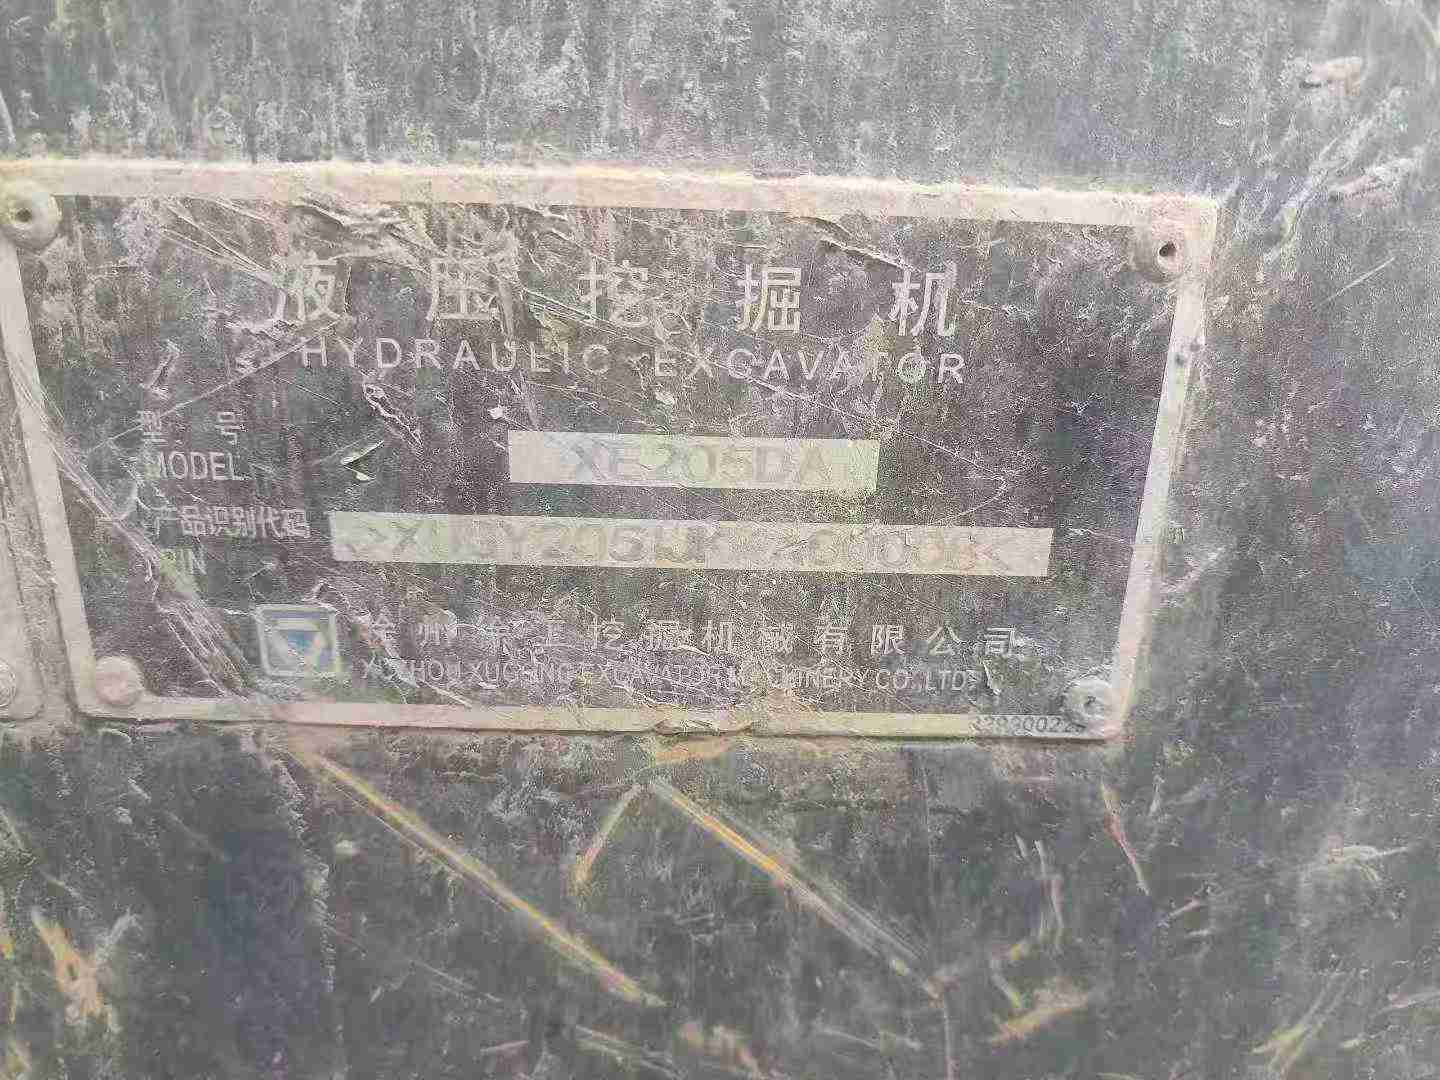 液压挖掘机
HYDRAULIC EXCAVATOR
型号
MODEL
XE205DA
产品识别代码
PIN
徐州徐工挖掘机械有限公司
XUZHOU XUGONG EXCAVATOR MACHINERY CO.,LTD.